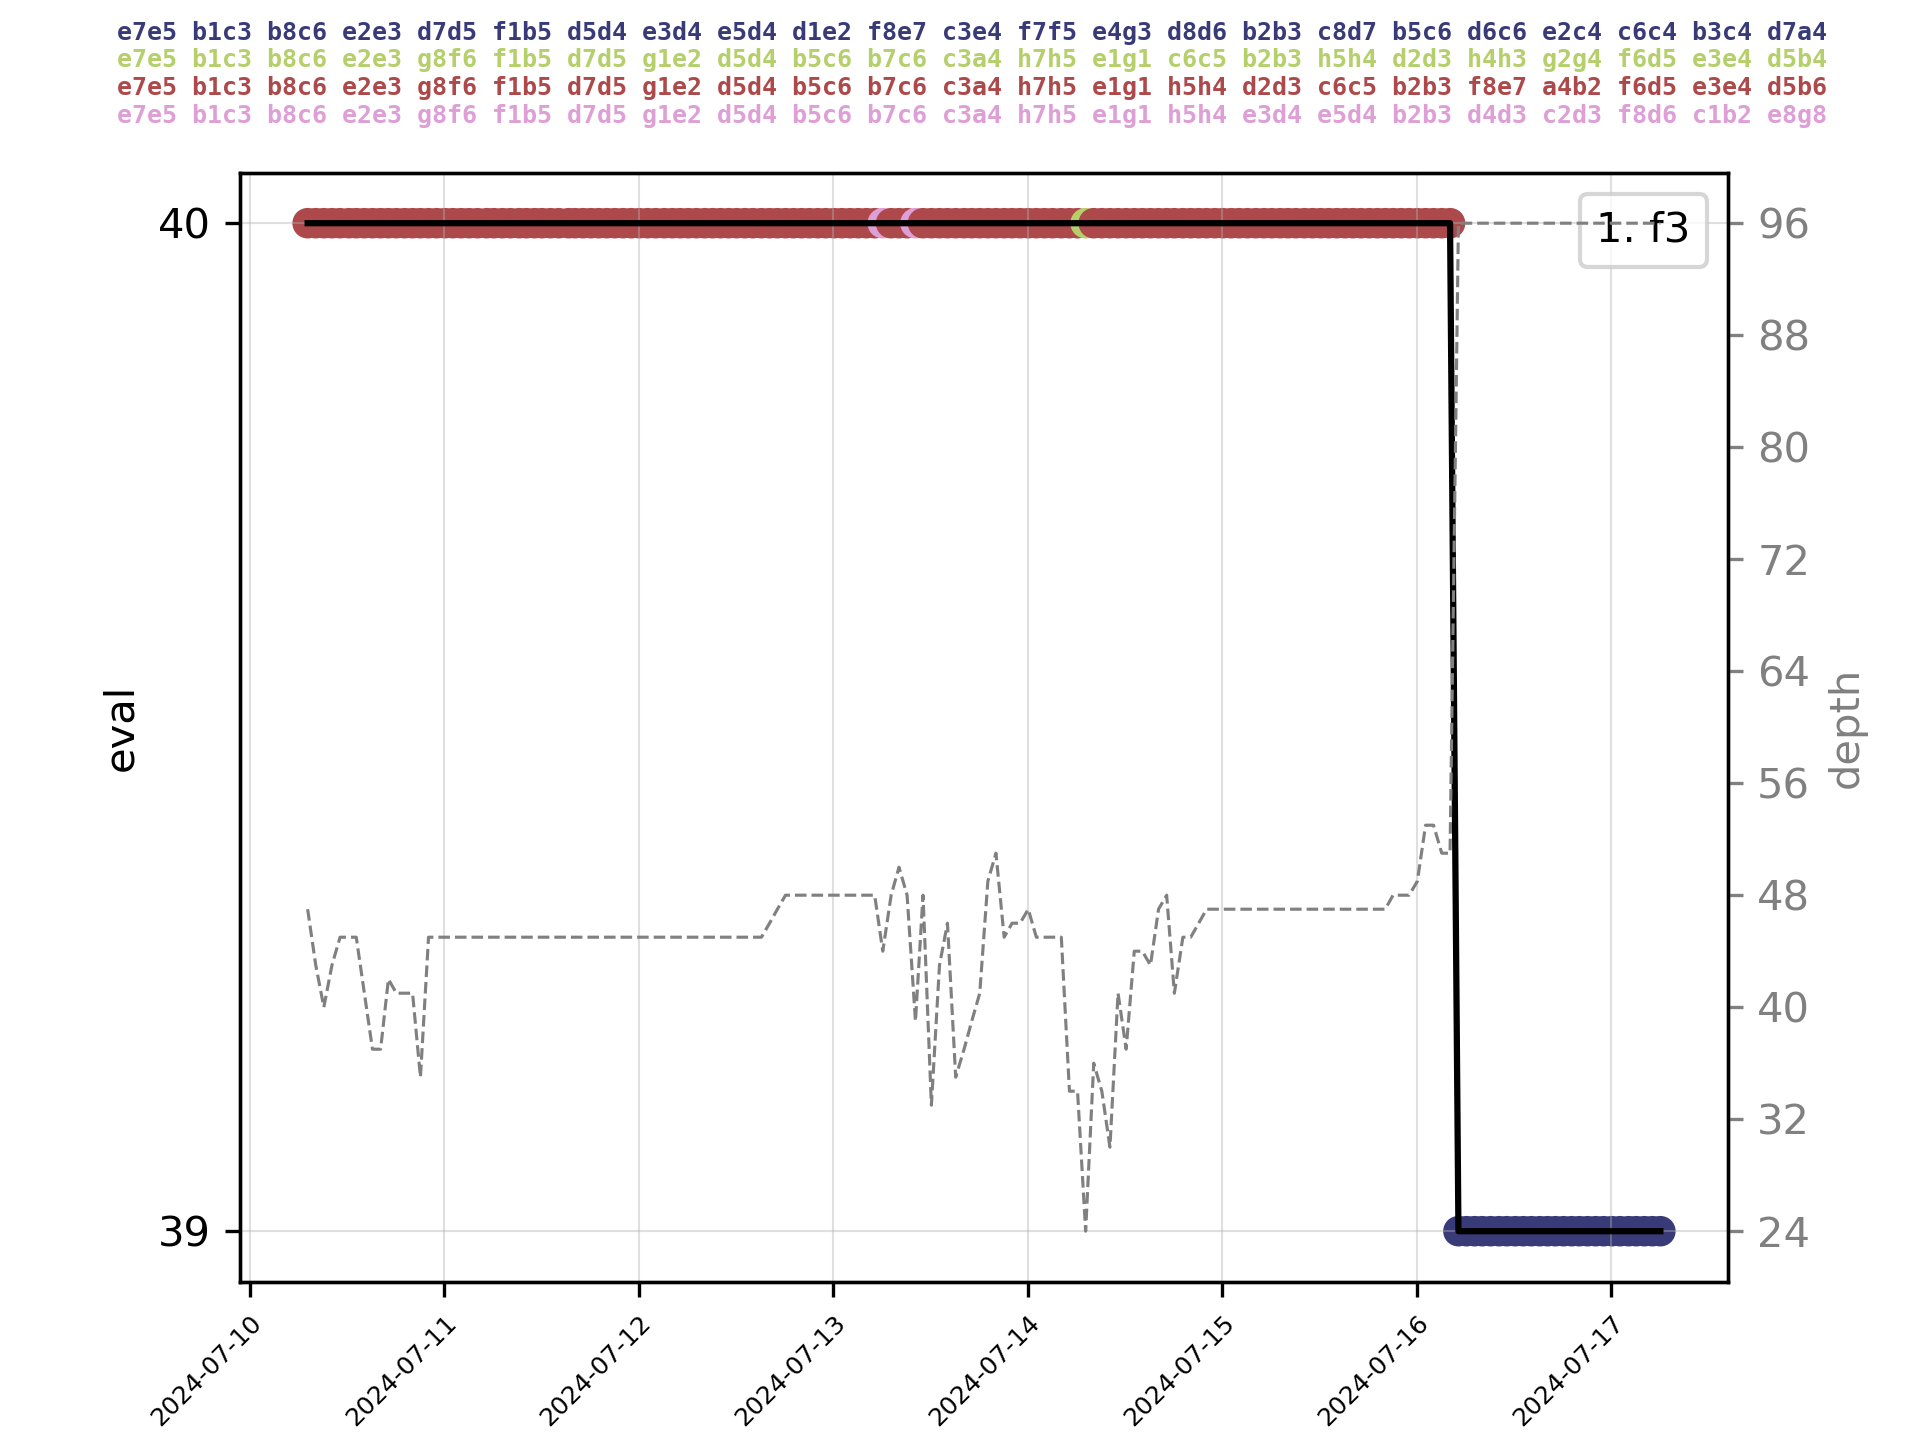 e7e5 b1c3 b8c6 e2e3 d7d5 f1b5 d5d4 e3d4 e5d4 d1e2 f8e7 c3e4 f7f5 e4g3 d8d6 b2b3 c8d7 b5c6 d6c6 e2c4 c6c4 b3c4 d7a4
e7e5 b1c3 b8c6 e2e3 g8f6 f1b5 d7d5 g1e2 d5d4 b5c6 b7c6 c3a4 h7h5 e1g1 c6c5 b2b3 h5h4 d2d3 h4h3 g2g4 f6d5 e3e4 d5b4
e7e5 b1c3 b8c6 e2e3 g8f6 f1b5 d7d5 g1e2 d5d4 b5c6 b7c6 c3a4 h7h5 e1g1 h5h4 d2d3 c6c5 b2b3 f8e7 a4b2 f6d5 e3e4 d5b6
e7e5 b1c3 b8c6 e2e3 g8f6 f1b5 d7d5 g1e2 d5d4 b5c6 b7c6 c3a4 h7h5 e1g1 h5h4 e3d4 e5d4 b2b3 d4d3 c2d3 f8d6 c1b2 e8g8
1. f3
40
39
eval
96
88
80
72
64
56
48
40
32
24
depth
2024-07-10
2024-07-11
2024-07-12
2024-07-13
2024-07-14
2024-07-15
2024-07-16
2024-07-17